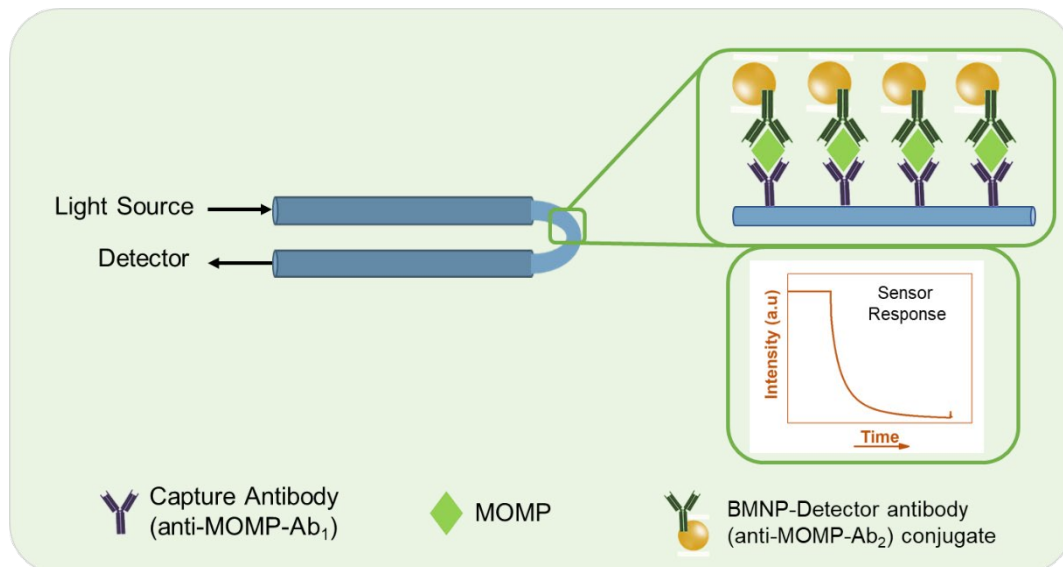 Light Source
Detector
Intensity (a.u)
Sensor
Response
Time
Capture Antibody
(anti-MOMP-Ab₁)
MOMP
BMNP-Detector antibody
(anti-MOMP-Ab₂) conjugate